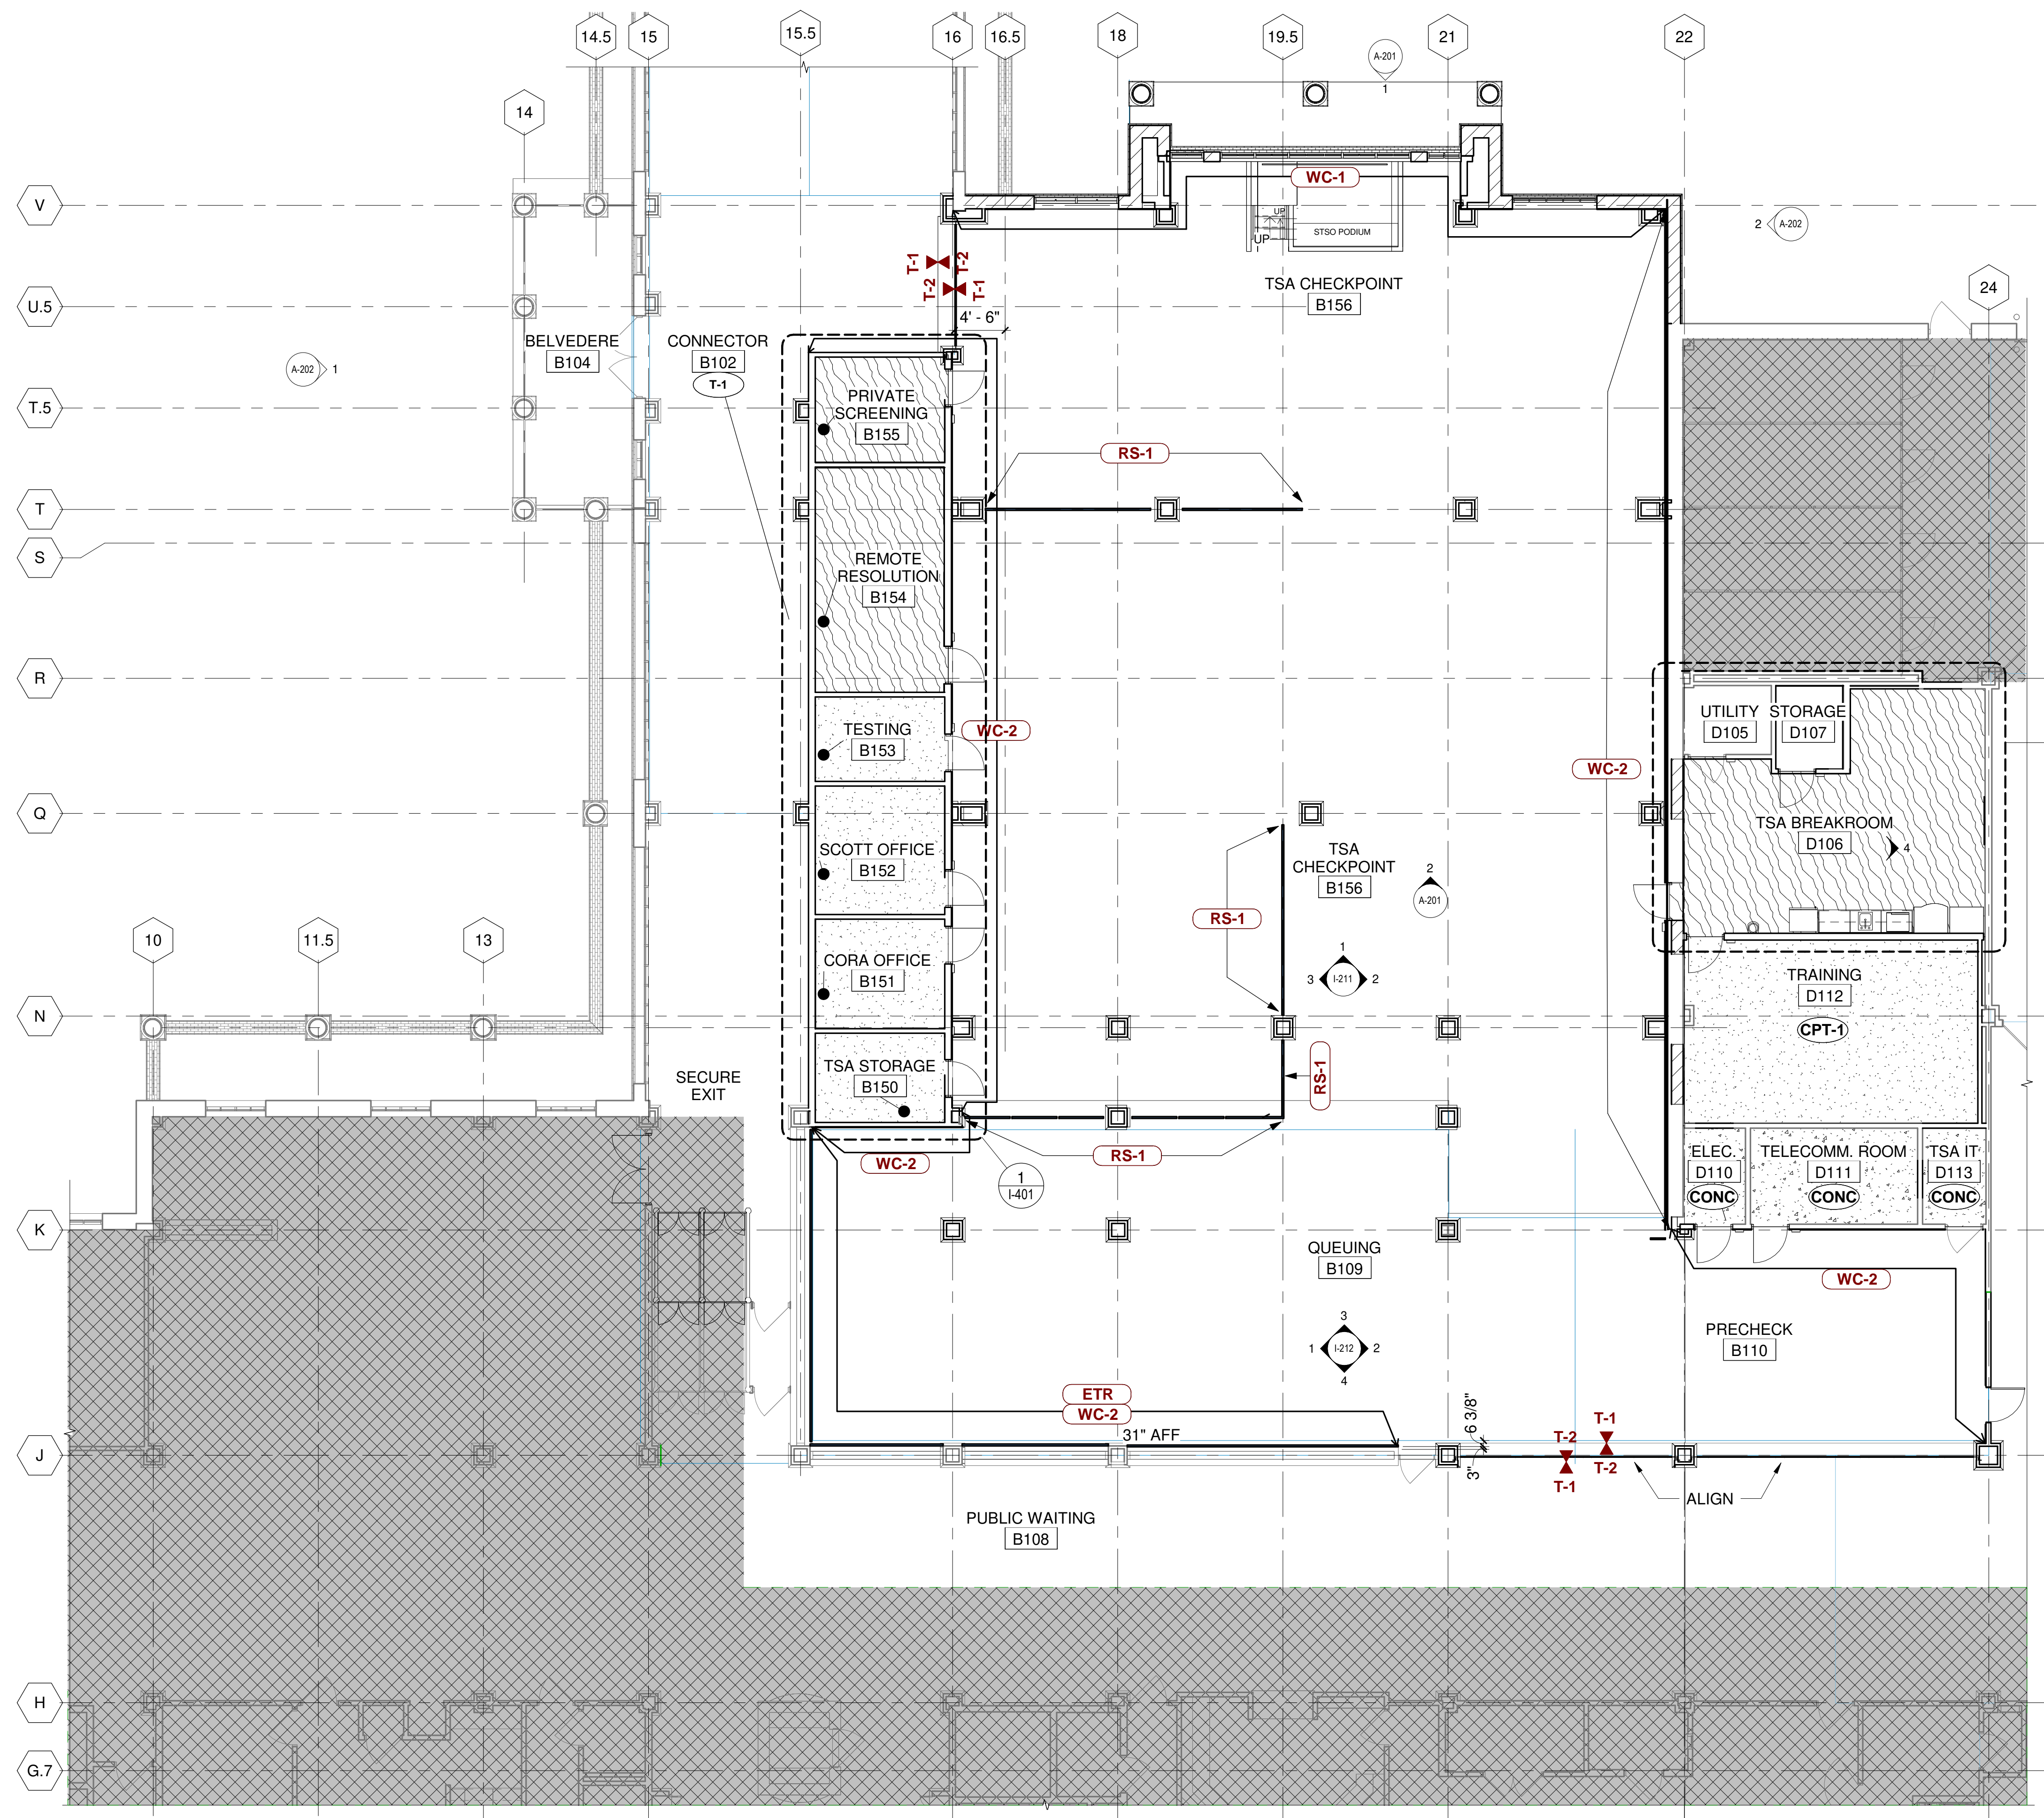 14.5
15
15.5
16
16.5
18
19.5
21
22
A-201
1
14
V
WC-1
UP
UP
STSO PODIUM
2
A-202
T-1
T-2
T-2
T-1
TSA CHECKPOINT
B156
24
U.5
4' - 6"
BELVEDERE
B104
CONNECTOR
B102
T-1
A-202
1
T.5
PRIVATE
SCREENING
B155
RS-1
T
S
REMOTE
RESOLUTION
B154
R
TESTING
B153
WC-2
UTILITY
D105
STORAGE
D107
WC-2
Q
TSA BREAKROOM
D106
4
SCOTT OFFICE
B152
TSA
CHECKPOINT
B156
2
A-201
RS-1
10
11.5
13
CORA OFFICE
B151
1
3
I-211
2
TRAINING
D112
CPT-1
N
TSA STORAGE
B150
SECURE
EXIT
RS-1
WC-2
RS-1
1
I-401
ELEC.
D110
CONC
TELECOMM. ROOM
D111
CONC
TSA IT
D113
CONC
K
QUEUING
B109
WC-2
3
1
I-212
2
4
PRECHECK
B110
ETR
WC-2
31" AFF
6 3/8"
3"
T-2
T-1
T-1
T-2
J
ALIGN
PUBLIC WAITING
B108
H
G.7